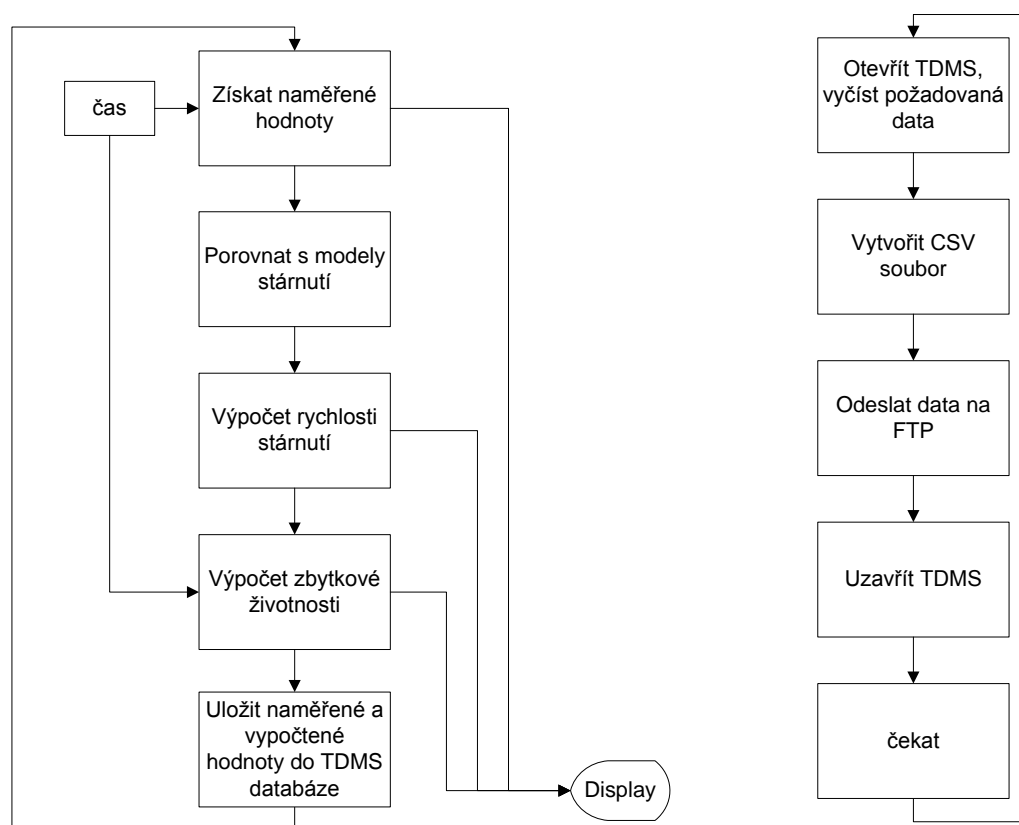 čas
Získat naměřené
hodnoty
Porovnat s modely
stárnutí
Výpočet rychlosti
stárnutí
Výpočet zbytkové
životnosti
Uložit naměřené a
vypočtené
hodnoty do TDMS
databáze
Display
Otevřít TDMS,
vyčíst požadovaná
data
Vytvořit CSV
soubor
Odeslat data na
FTP
Uzavřít TDMS
čekat